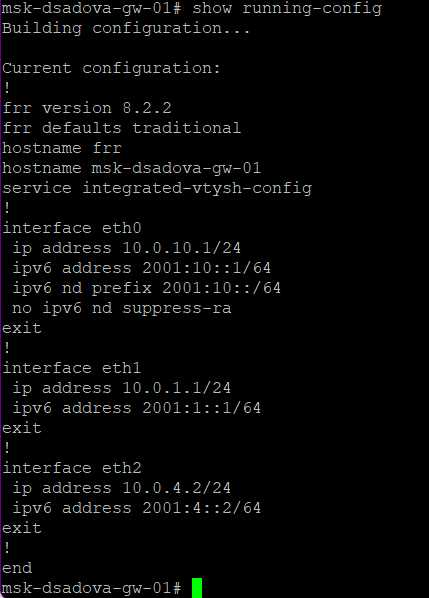 msk-dsadova-gw-01# show running-config
Building configuration...

Current configuration:
!
frr version 8.2.2
frr defaults traditional
hostname frr
hostname msk-dsadova-gw-01
service integrated-vtysh-config
!
interface eth0
 ip address 10.0.10.1/24
 ipv6 address 2001:10::1/64
 ipv6 nd prefix 2001:10::/64
 no ipv6 nd suppress-ra
exit
!
interface eth1
 ip address 10.0.1.1/24
 ipv6 address 2001:1::1/64
exit
!
interface eth2
 ip address 10.0.4.2/24
 ipv6 address 2001:4::2/64
exit
!
end
msk-dsadova-gw-01#